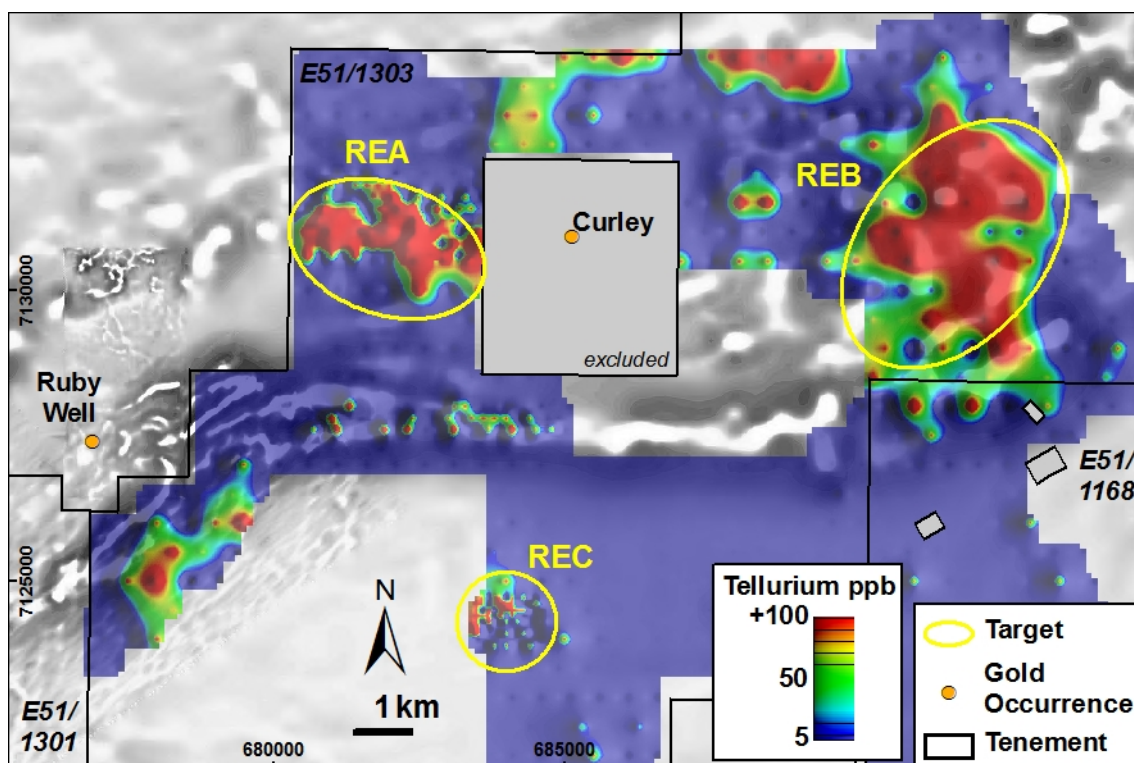 E51/1303
REA
REB
Curley
excluded
7130000
Ruby
Well
E51/
1168
REC
7125000
N
1 km
E51/
1301
680000
685000
Tellurium ppb
+100
50
5
Target
Gold
Occurrence
Tenement